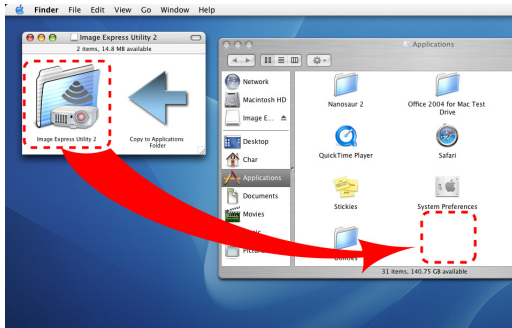 Finder File Edit View Go Window Help
Image Express Utility 2
2 items, 14.8 MB available
Image Express Utility 2
Copy to Applications
Folder
Applications
Network
Macintosh HD
Image E...
Desktop
Char
Applications
Documents
Movies
Nanosaur 2
Office 2004 for Mac Test
Drive
QuickTime Player
Safari
Stickies
System Preferences
31 items, 140.75 GB available